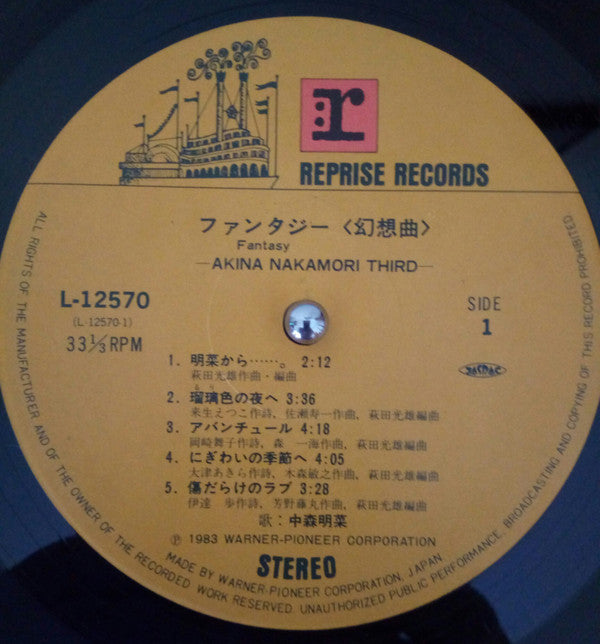 r
REPRISE RECORDS
ファンタジー〈幻想曲〉
Fantasy
—AKINA NAKAMORI THIRD—
L-12570
(L-12570-1)
33⅓RPM
SIDE
1
1. 明菜から……。 2:12
萩田光雄作曲・編曲
2. 瑠璃色の夜へ 3:36
来生えつこ作詩、佐瀬寿一作曲、萩田光雄編曲
3. アバンチュール 4:18
岡崎舞子作詩、森 一海作曲、萩田光雄編曲
4. にぎわいの季節へ 4:05
大津あきら作詩、木森敏之作曲、萩田光雄編曲
5. 傷だらけのラブ 3:28
伊達 歩作詩、芳野藤丸作曲、萩田光雄編曲
歌：中森明菜
Ⓟ 1983 WARNER-PIONEER CORPORATION
STEREO
MADE BY WARNER-PIONEER CORPORATION, JAPAN.
ALL RIGHTS OF THE MANUFACTURER AND OF THE OWNER OF THE RECORDED WORK RESERVED. UNAUTHORIZED PUBLIC PERFORMANCE, BROADCASTING AND COPYING OF THIS RECORD PROHIBITED